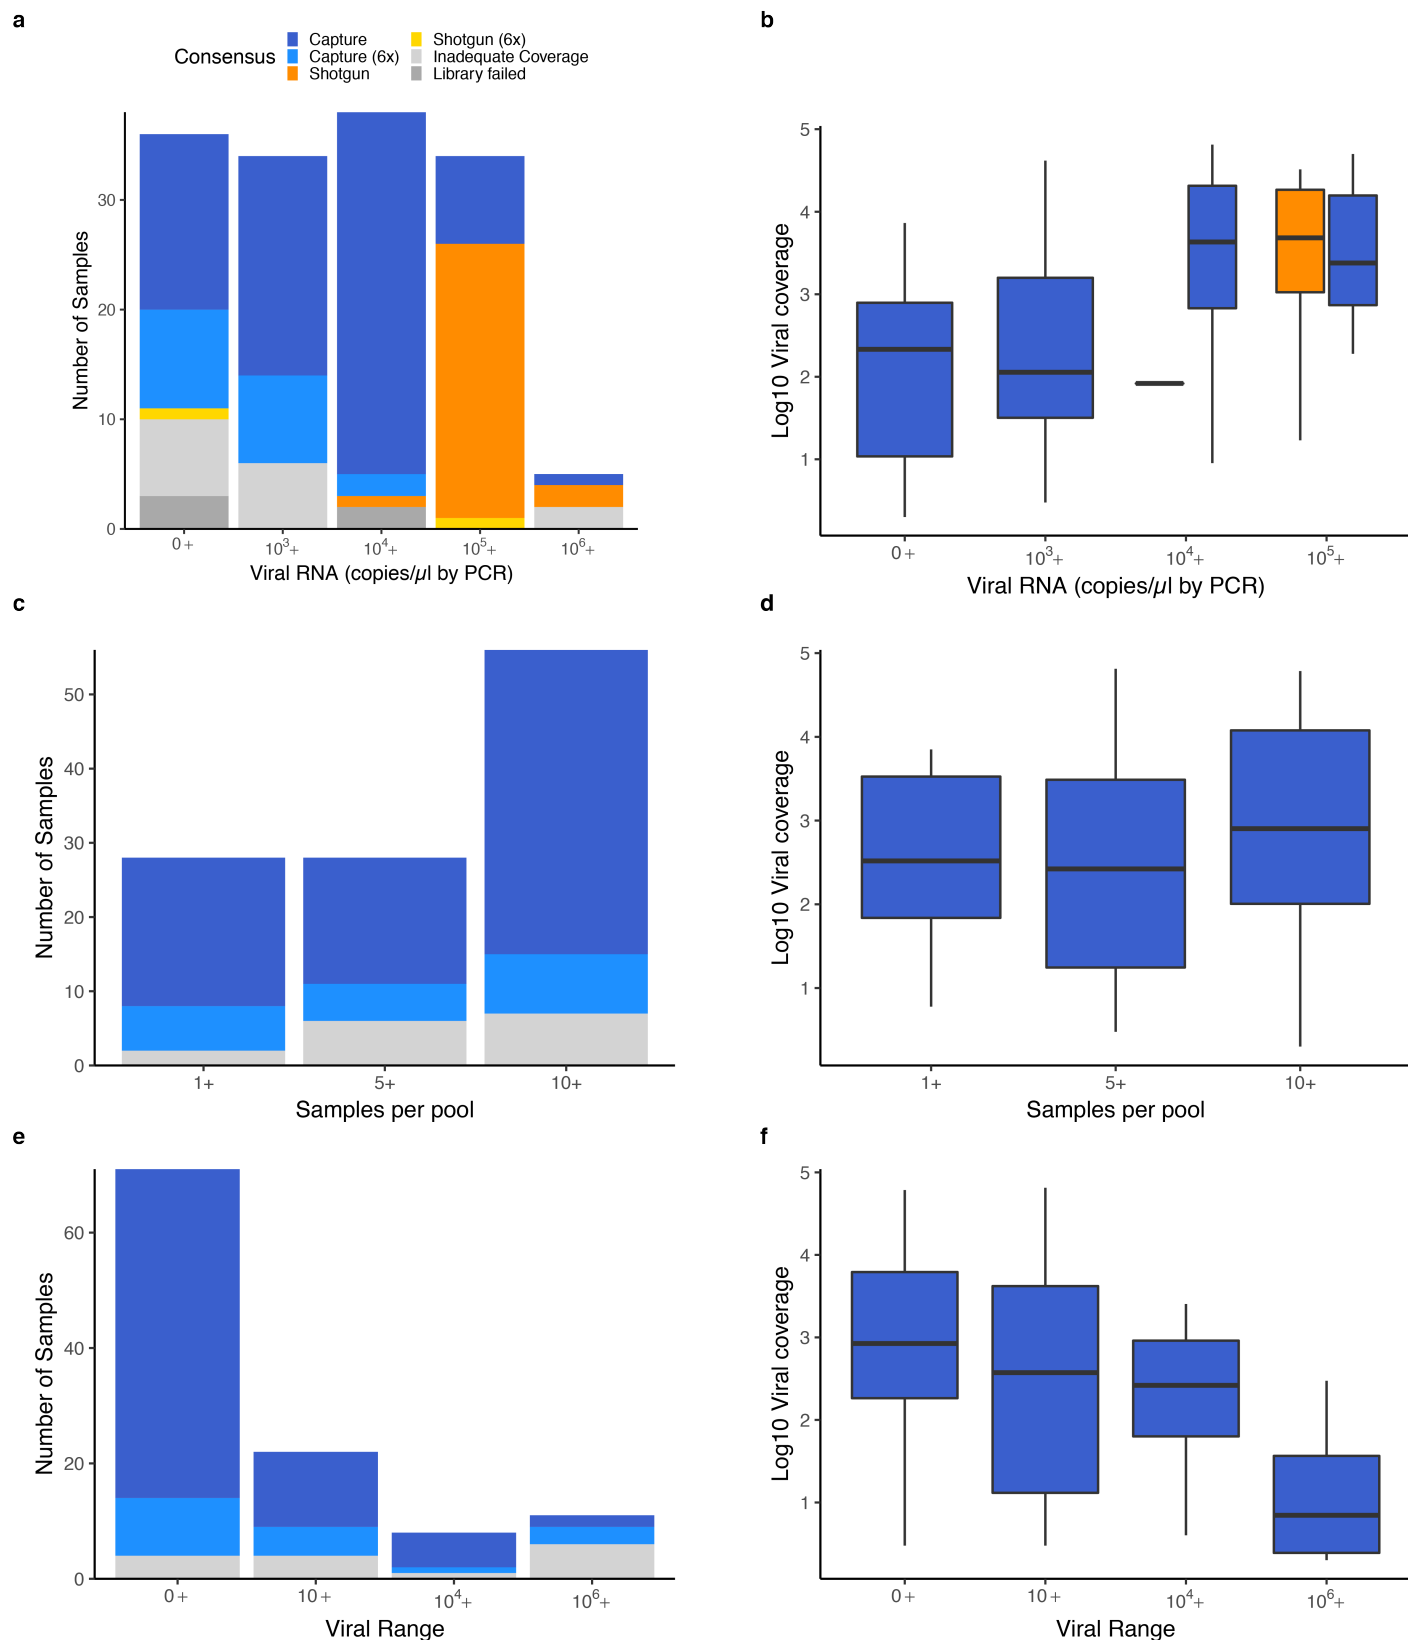 a
Consensus
Capture
Capture (6x)
Shotgun
Shotgun (6x)
Inadequate Coverage
Library failed
Number of Samples
30
20
10
0
0+ 10³+ 10⁴+ 10⁵+ 10⁶+
Viral RNA (copies/µl by PCR)
b
Log10 Viral coverage
5
4
3
2
1
0+ 10³+ 10⁴+ 10⁵+
Viral RNA (copies/µl by PCR)
c
Number of Samples
50
40
30
20
10
0
1+ 5+ 10+
Samples per pool
d
Log10 Viral coverage
5
4
3
2
1
1+ 5+ 10+
Samples per pool
e
Number of Samples
60
40
20
0
0+ 10+ 10⁴+ 10⁶+
Viral Range
f
Log10 Viral coverage
5
4
3
2
1
0+ 10+ 10⁴+ 10⁶+
Viral Range